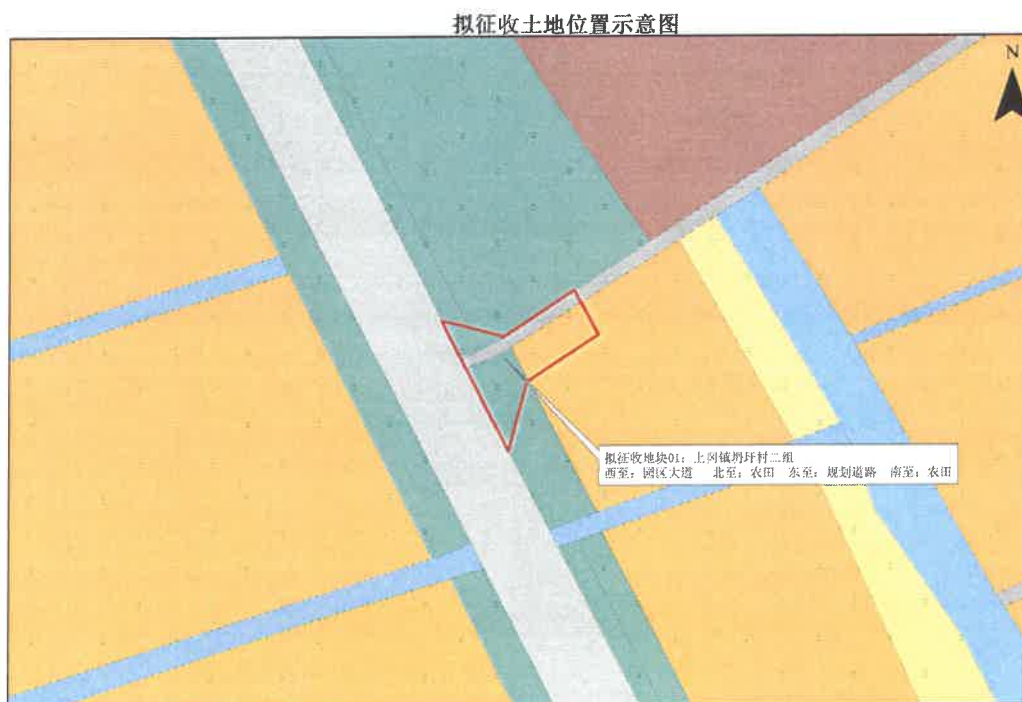 拟征收土地位置示意图
N
拟征收地块01：上冈镇坍圩村二组
西至：园区大道 北至：农田 东至：规划道路 南至：农田